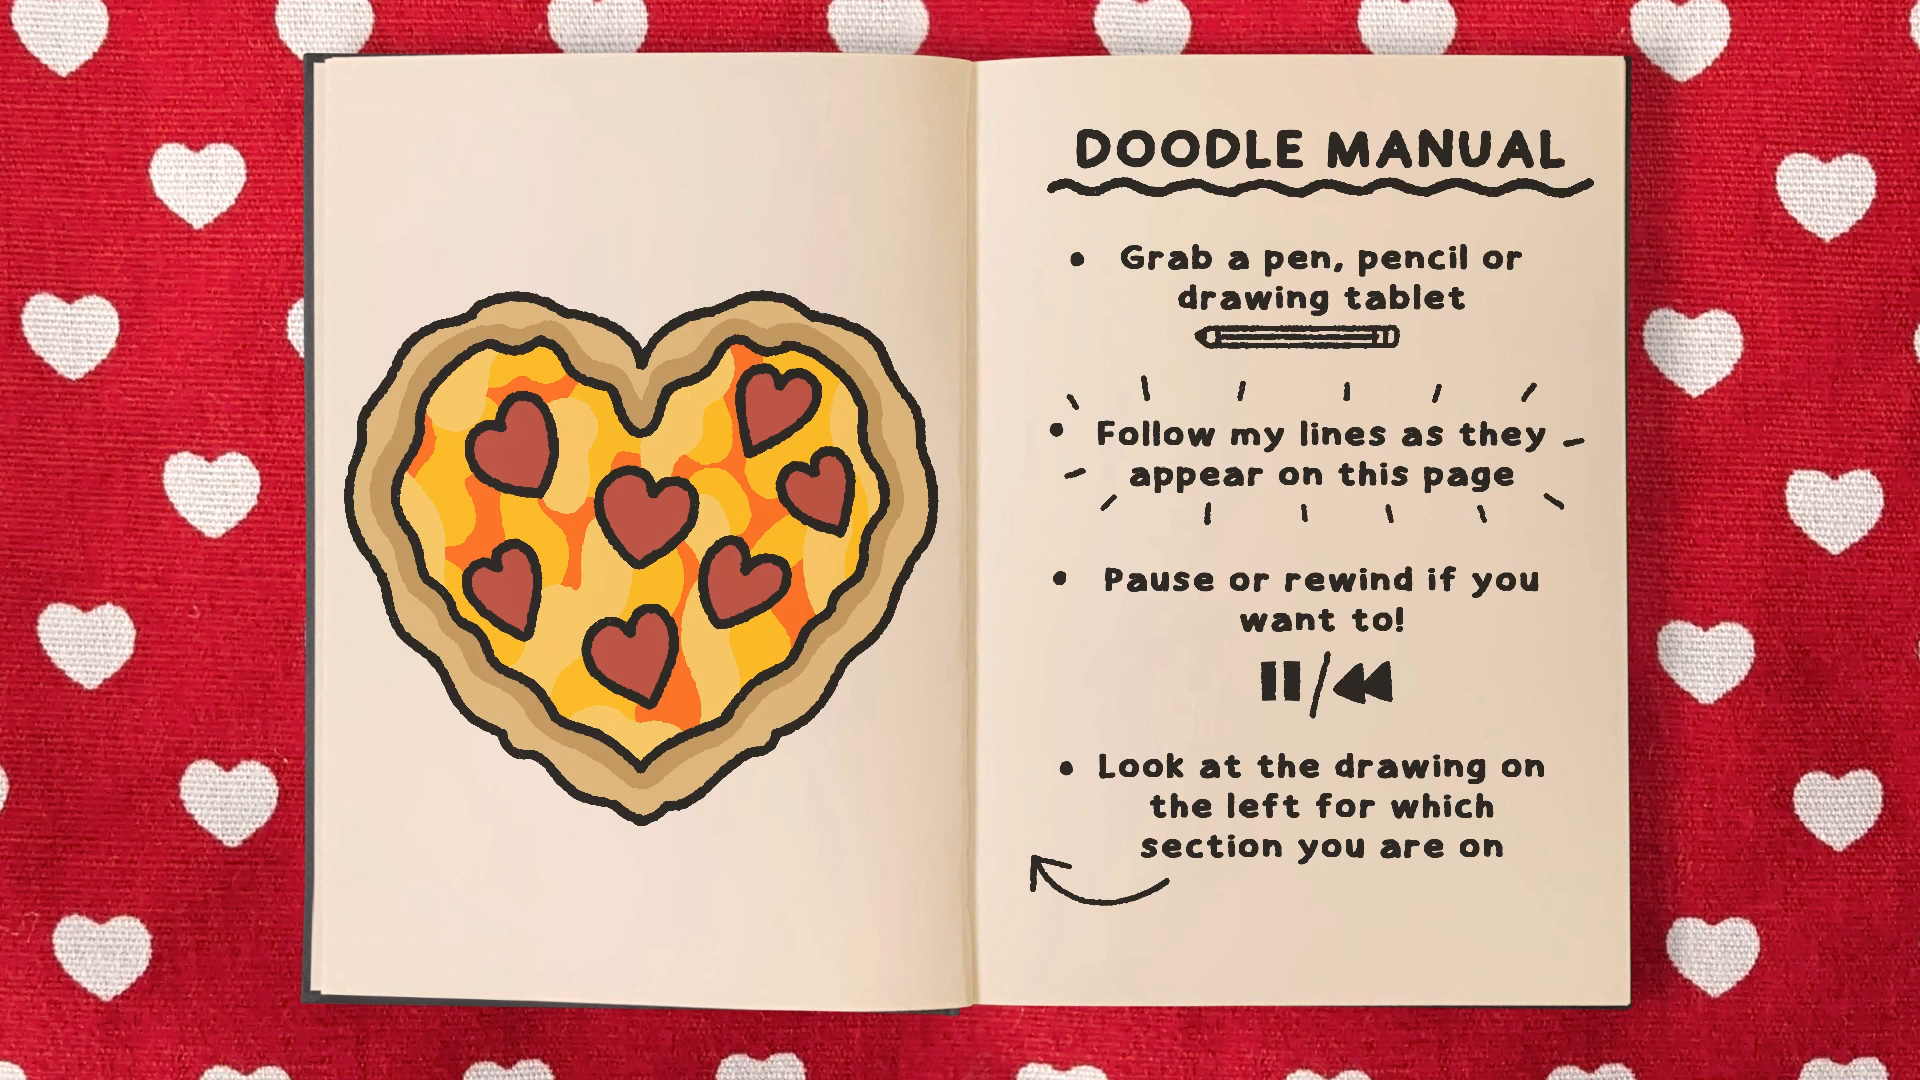 DOODLE MANUAL
• Grab a pen, pencil or
drawing tablet
• Follow my lines as they
appear on this page
• Pause or rewind if you
want to!
• Look at the drawing on
the left for which
section you are on